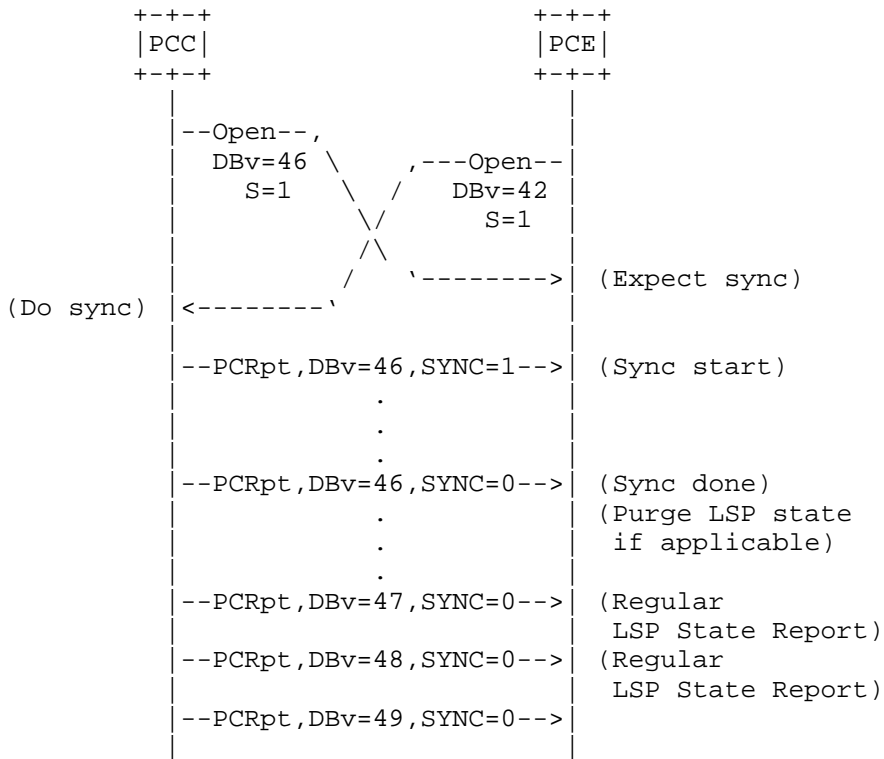 +-+-+                    +-+-+
|PCC|                    |PCE|
+-+-+                    +-+-+
|                        |
|--Open--,               |
|  DBv=46 \    ,---Open--|
|    S=1   \  /   DBv=42 |
|           \/      S=1  |
|           /\           |
|          /  `--------->| (Expect sync)
(Do sync) |<--------`              |
|                        |
|--PCRpt,DBv=46,SYNC=1-->| (Sync start)
|            .           |
|            .           |
|            .           |
|--PCRpt,DBv=46,SYNC=0-->| (Sync done)
|            .           | (Purge LSP state
|            .           |  if applicable)
|            .           |
|--PCRpt,DBv=47,SYNC=0-->| (Regular
|                        |  LSP State Report)
|--PCRpt,DBv=48,SYNC=0-->| (Regular
|                        |  LSP State Report)
|--PCRpt,DBv=49,SYNC=0-->|
|                        |